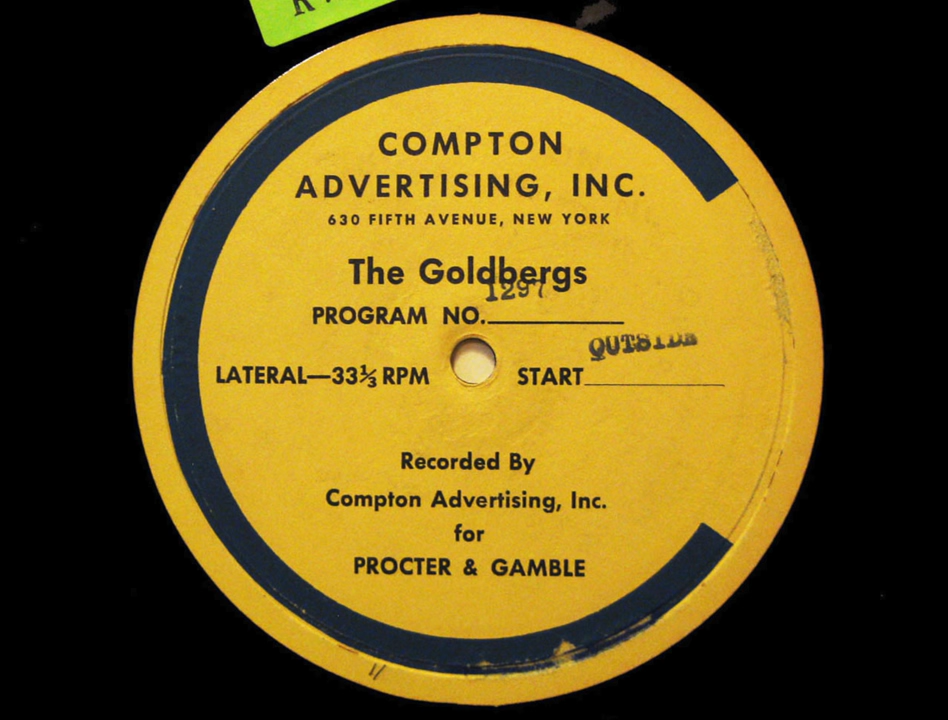 COMPTON
ADVERTISING, INC.
630 FIFTH AVENUE, NEW YORK
The Goldbergs
1297
PROGRAM NO.
OUTSIDE
LATERAL—33⅓ RPM START
Recorded By
Compton Advertising, Inc.
for
PROCTER & GAMBLE